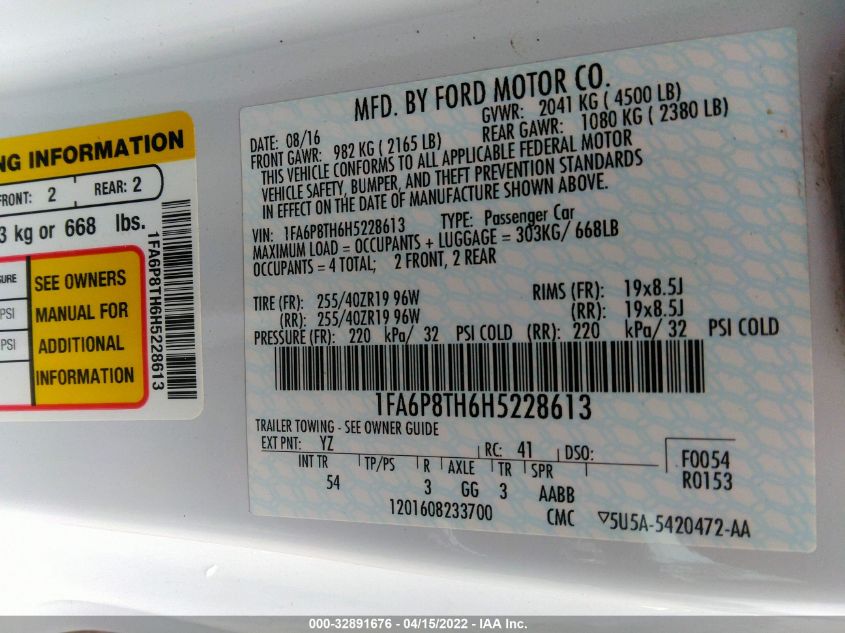 NG INFORMATION
FRONT: 2 REAR: 2
3 kg or 668 lbs.
SURE
PSI
PSI
SEE OWNERS
MANUAL FOR
ADDITIONAL
INFORMATION
1FA6P8TH6H5228613
MFD. BY FORD MOTOR CO.
DATE: 08/16 GVWR: 2041 KG ( 4500 LB)
FRONT GAWR: 982 KG ( 2165 LB) REAR GAWR: 1080 KG ( 2380 LB)
THIS VEHICLE CONFORMS TO ALL APPLICABLE FEDERAL MOTOR
VEHICLE SAFETY, BUMPER, AND THEFT PREVENTION STANDARDS
IN EFFECT ON THE DATE OF MANUFACTURE SHOWN ABOVE.
VIN: 1FA6P8TH6H5228613 TYPE: Passenger Car
MAXIMUM LOAD = OCCUPANTS + LUGGAGE = 303KG/ 668LB
OCCUPANTS = 4 TOTAL; 2 FRONT, 2 REAR
TIRE (FR): 255/40ZR19 96W RIMS (FR): 19x8.5J
(RR): 255/40ZR19 96W (RR): 19x8.5J
PRESSURE (FR): 220 kPa/ 32 PSI COLD (RR): 220 kPa/ 32 PSI COLD
1FA6P8TH6H5228613
TRAILER TOWING - SEE OWNER GUIDE
EXT PNT: YZ RC: 41 DSO: F0054
INT TR TP/PS R AXLE TR SPR R0153
54 3 GG 3 AABB
1201608233700 CMC ▽5U5A-5420472-AA
000-32891676 - 04/15/2022 - IAA Inc.